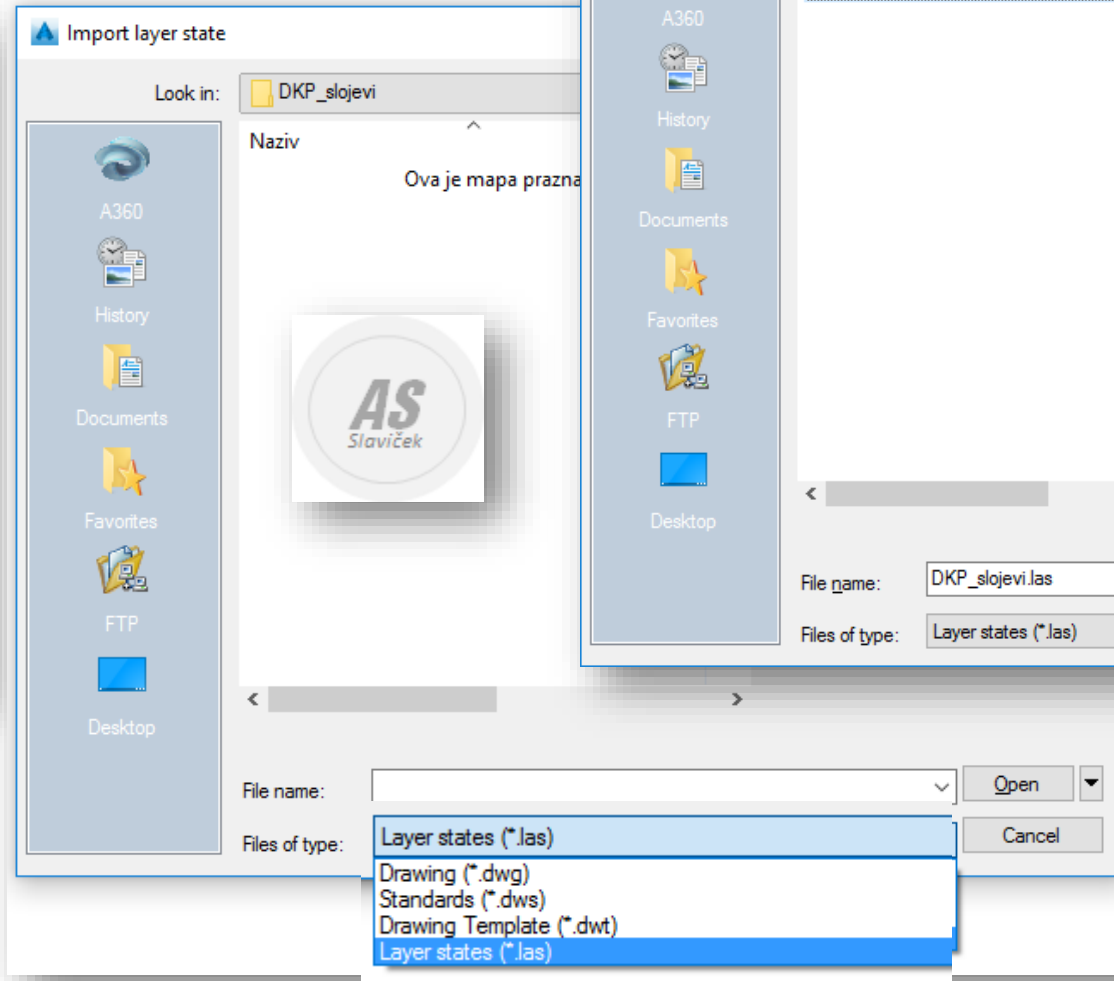 Import layer state
Look in:
DKP_slojevi
Naziv
Ova je mapa prazna
A360
History
Documents
Favorites
FTP
Desktop
AS
Slaviček
File name:
Open
Files of type:
Layer states (*.las)
Cancel
Drawing (*.dwg)
Standards (*.dws)
Drawing Template (*.dwt)
Layer states (*.las)
A360
History
Documents
Favorites
FTP
Desktop
File name:
DKP_slojevi.las
Files of type:
Layer states (*.las)